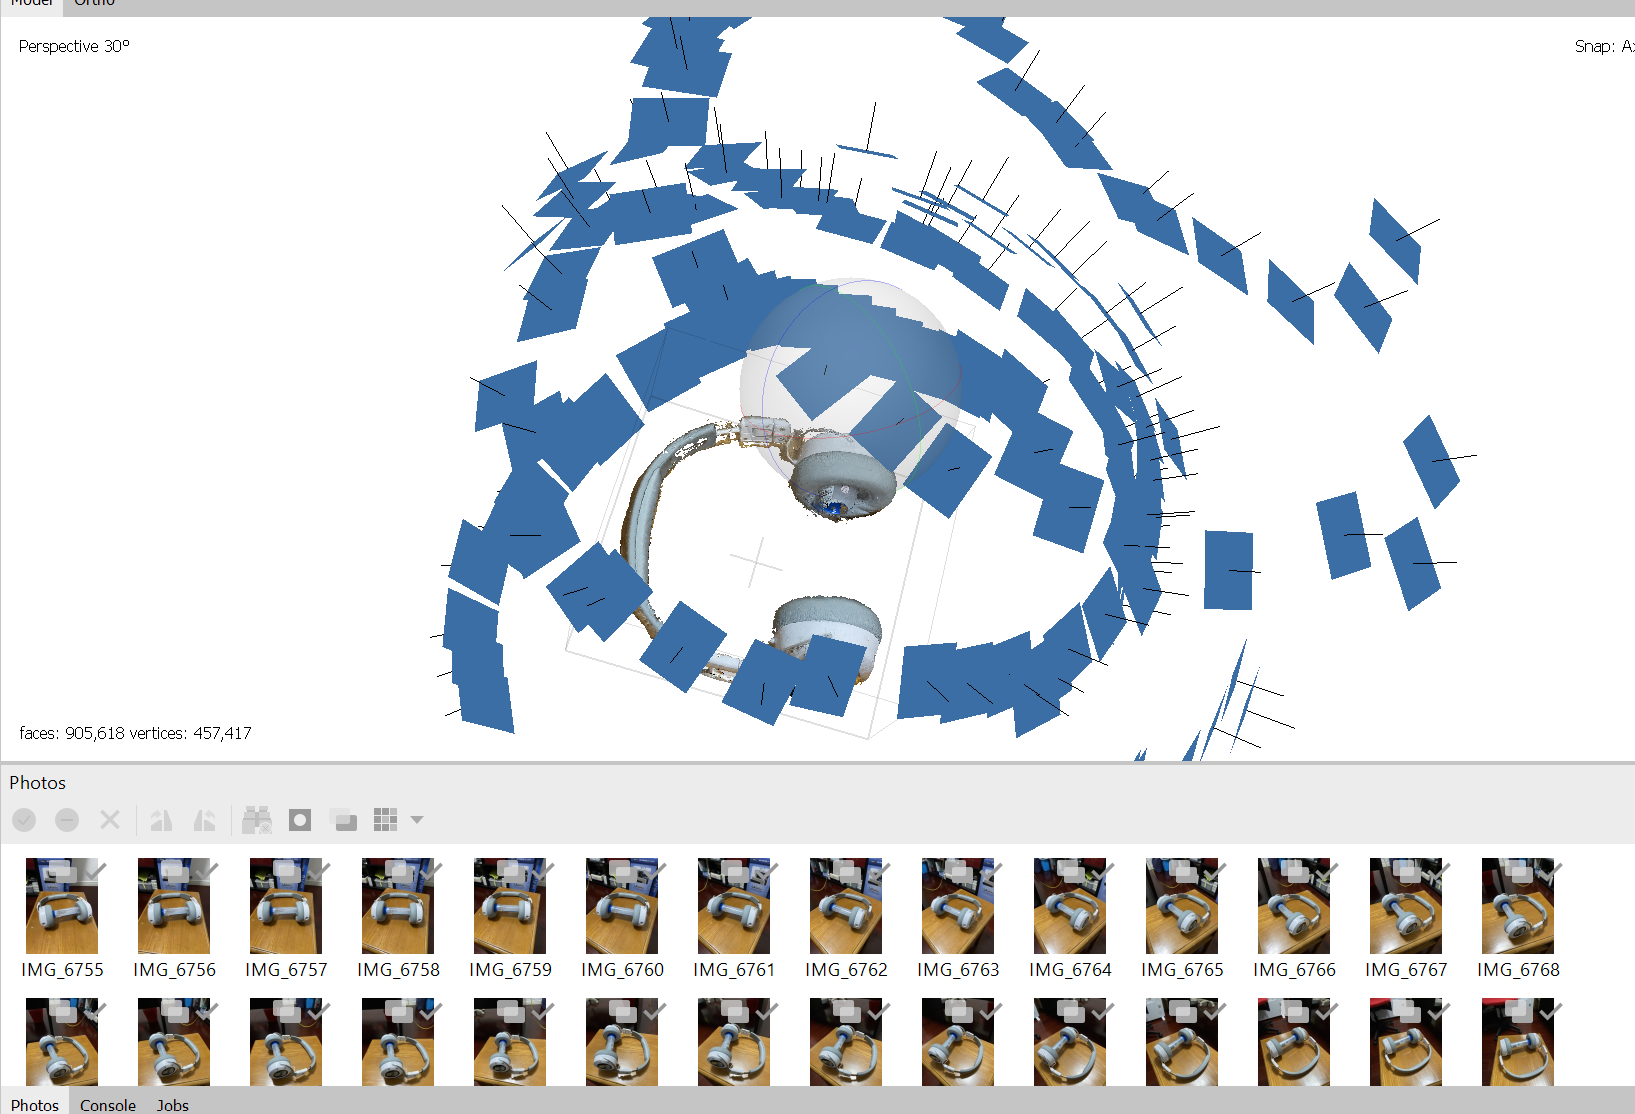 Model Ortho
Perspective 30°
Snap: Ax
faces: 905,618 vertices: 457,417
Photos
IMG_6755 IMG_6756 IMG_6757 IMG_6758 IMG_6759 IMG_6760 IMG_6761 IMG_6762 IMG_6763 IMG_6764 IMG_6765 IMG_6766 IMG_6767 IMG_6768
Photos Console Jobs